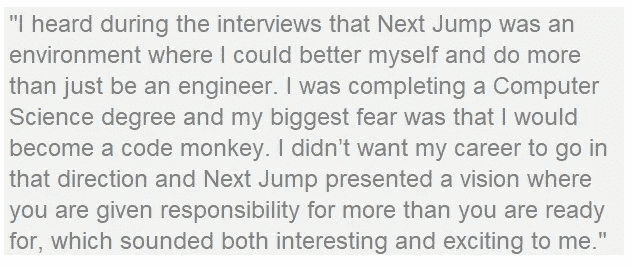 "I heard during the interviews that Next Jump was an
environment where I could better myself and do more
than just be an engineer. I was completing a Computer
Science degree and my biggest fear was that I would
become a code monkey. I didn’t want my career to go in
that direction and Next Jump presented a vision where
you are given responsibility for more than you are ready
for, which sounded both interesting and exciting to me."